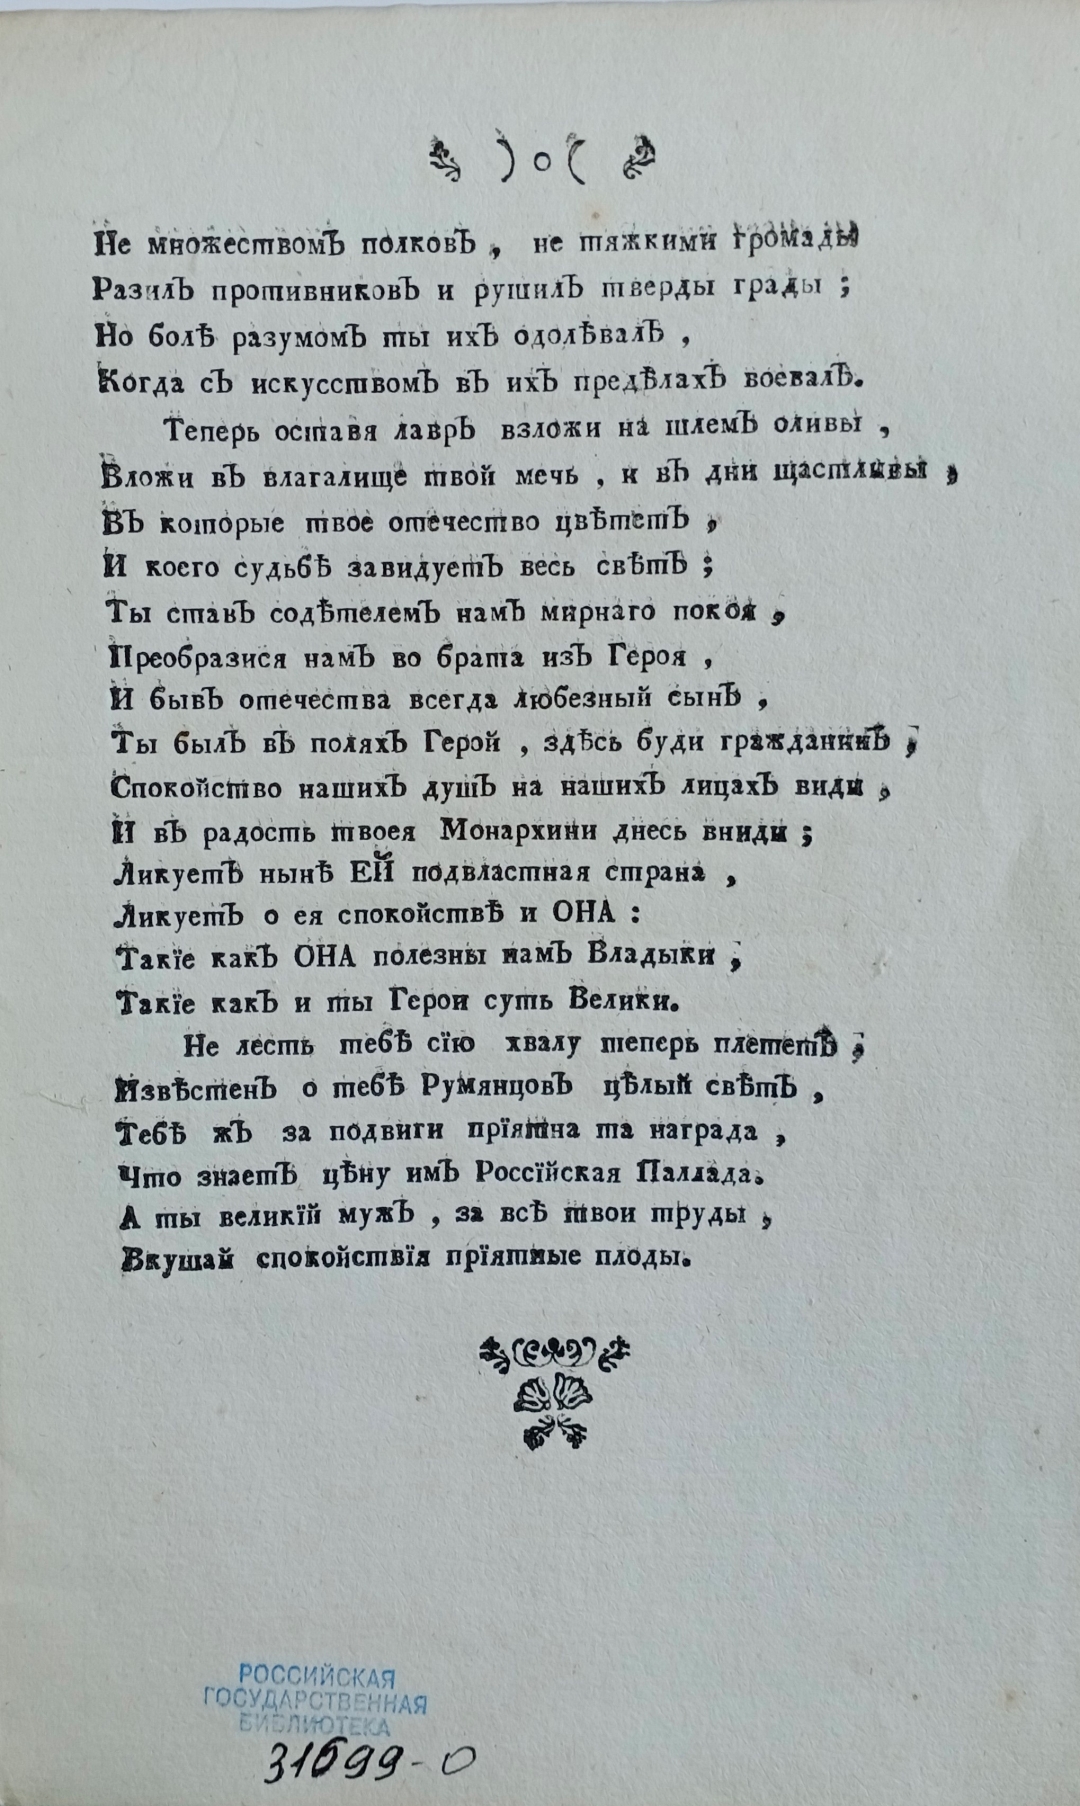 Не множествомЪ полковЪ, не тяжкими громады
РазилЪ противниковЪ и рушилЪ тверды грады;
Но болѣ разумомЪ ты ихЪ одолѣвалЪ,
Когда сЪ искусствомЪ вЪ ихЪ предѣлахЪ воевалЪ.
Теперь оставя лаврЪ взложи на шлемЪ оливы,
Вложи вЪ влагалище твой мечь, и вЪ дни щастливы,
ВЪ которые твое отечество цвѣтетЪ,
И коего судьбѣ завидуетЪ весь свѣтЪ;
Ты ставЪ содѣтелемЪ намЪ мирнаго покоя,
Преобразися намЪ во брата изЪ Героя,
И бывЪ отечества всегда любезный сынЪ,
Ты былЪ вЪ поляхЪ Герой, здѣсь буди гражданинЪ;
Спокойство нашихЪ душЪ на нашихЪ лицахЪ види,
И вЪ радость твоея Монархини днесь вниди;
ЛикуетЪ нынѣ ЕЙ подвластная страна,
ЛикуетЪ о ея спокойствѣ и ОНА:
Такїе какЪ ОНА полезны намЪ Владыки,
Такїе какЪ и ты Герои суть Велики.
Не лесть тебѣ сїю хвалу теперь плететЪ;
ИзвѣстенЪ о тебѣ РумянцовЪ цѣлый свѣтЪ,
Тебѣ жЪ за подвиги прїятна та награда,
Что знаетЪ цѣну имЪ Россїйская Паллада.
А ты великїй мужЪ, за всѣ твои труды,
Вкушай спокойствїя прїятные плоды.
РОССИЙСКАЯ
ГОСУДАРСТВЕННАЯ
БИБЛИОТЕКА
31699-0